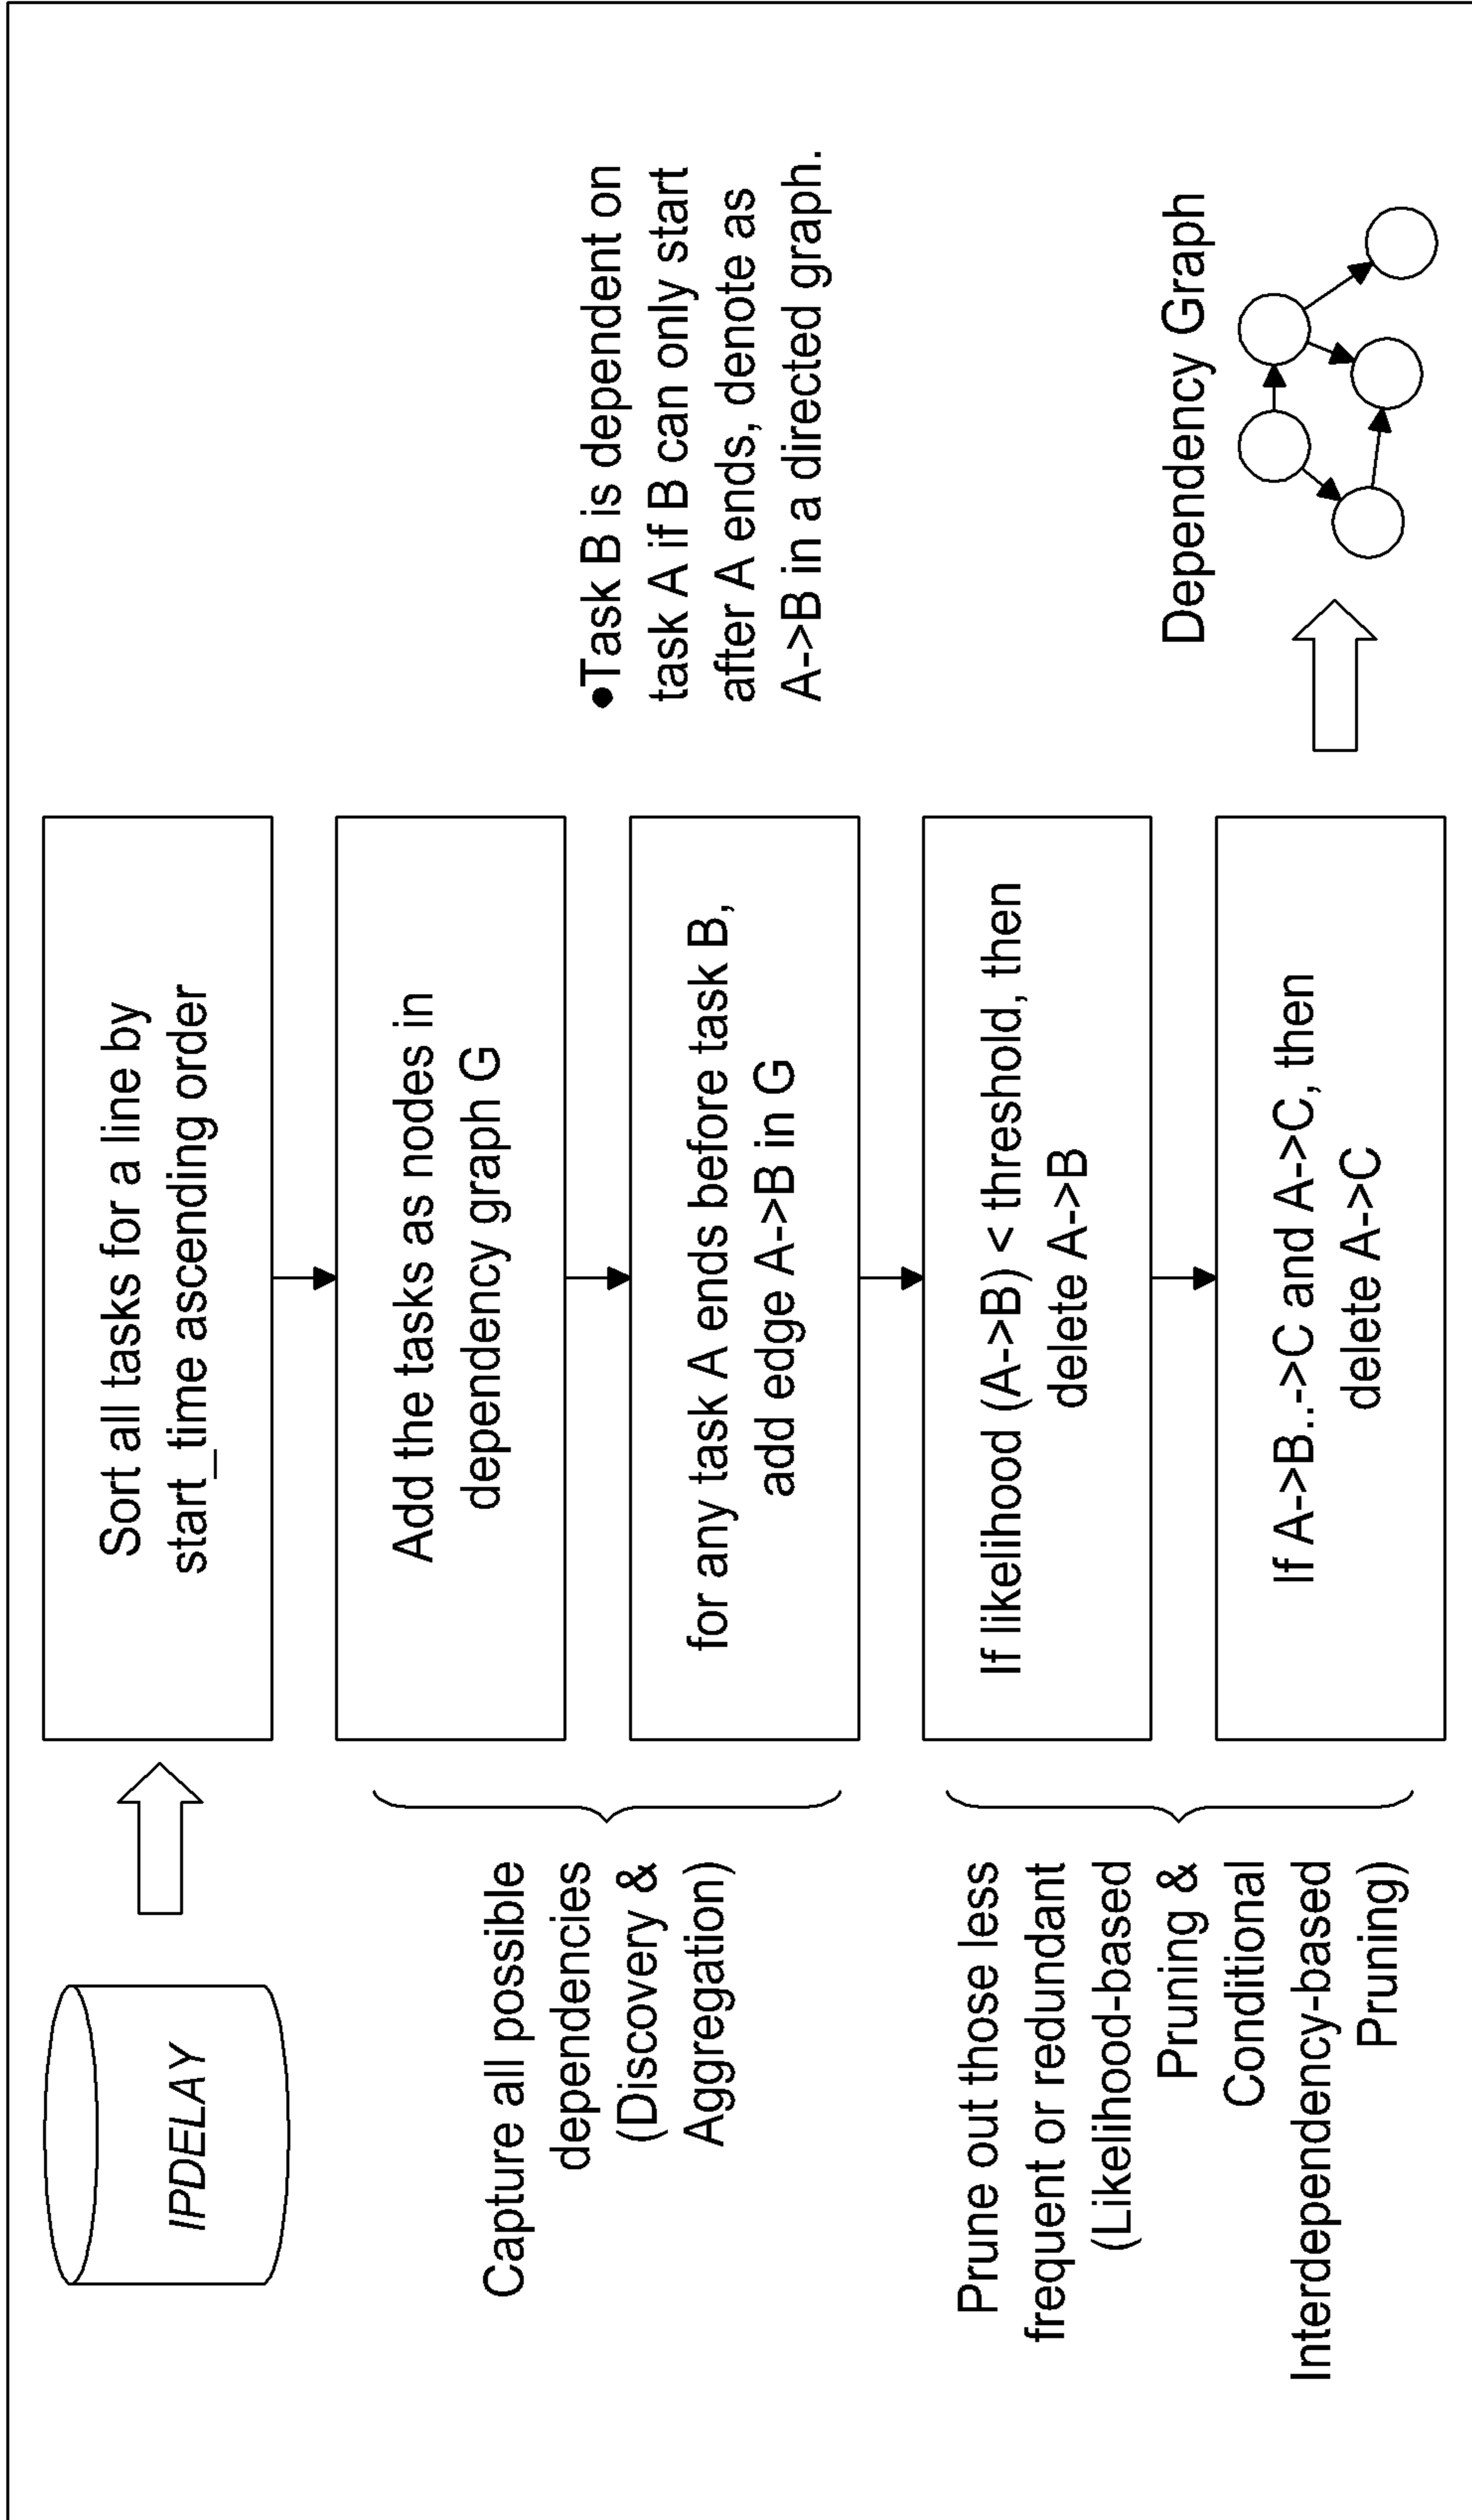 IPDELAY
Sort all tasks for a line by
start_time ascending order
Capture all possible
dependencies
(Discovery &
Aggregation)
Add the tasks as nodes in
dependency graph G
for any task A ends before task B,
add edge A->B in G
•Task B is dependent on
task A if B can only start
after A ends, denote as
A->B in a directed graph.
Prune out those less
frequent or redundant
(Likelihood-based
Pruning &
Conditional
Interdependency-based
Pruning)
If likelihood (A->B) < threshold, then
delete A->B
If A->B..->C and A->C, then
delete A->C
Dependency Graph